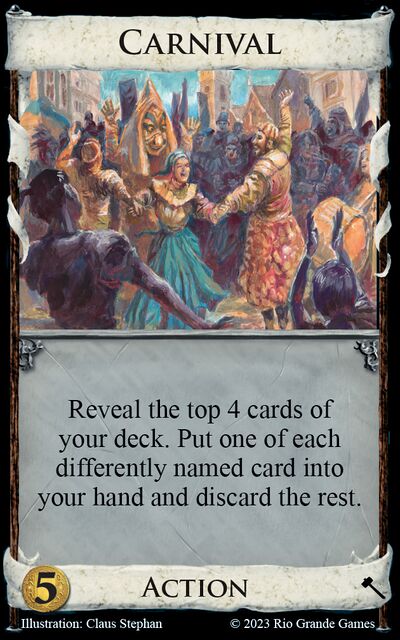 CARNIVAL
Reveal the top 4 cards of
your deck. Put one of each
differently named card into
your hand and discard the rest.
5 ACTION
Illustration: Claus Stephan © 2023 Rio Grande Games